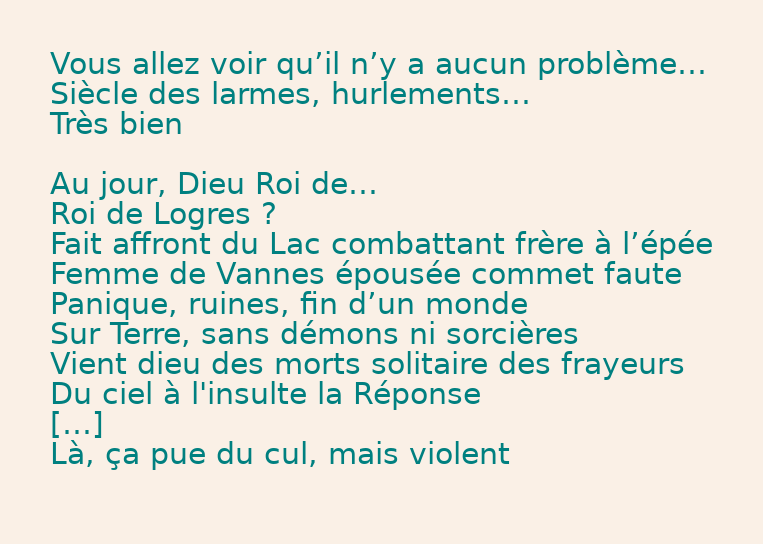 Vous allez voir qu’il n’y a aucun problème…
Siècle des larmes, hurlements…
Très bien

Au jour, Dieu Roi de…
Roi de Logres ?
Fait affront du Lac combattant frère à l’épée
Femme de Vannes épousée commet faute
Panique, ruines, fin d’un monde
Sur Terre, sans démons ni sorcières
Vient dieu des morts solitaire des frayeurs
Du ciel à l'insulte la Réponse
[…]
Là, ça pue du cul, mais violent